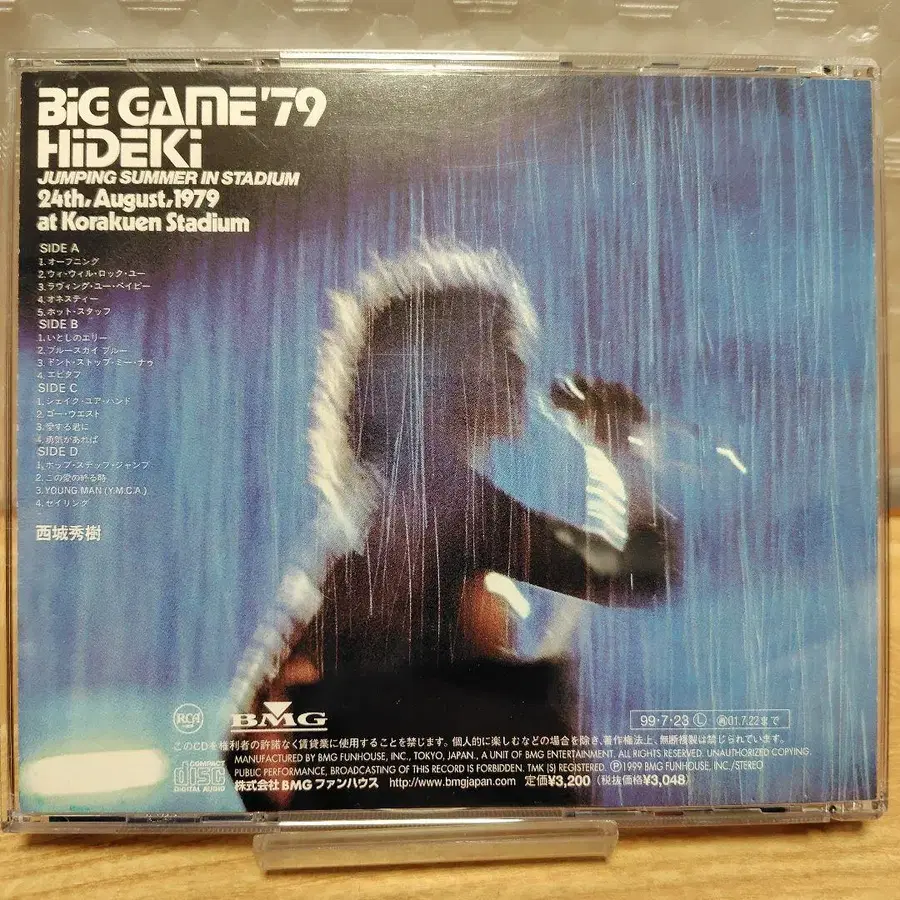 BiG GAME'79
HiDEKi
JUMPING SUMMER IN STADIUM
24th, August, 1979
at Korakuen Stadium
SIDE A
1. オープニング
2. ウィ・ウィル・ロック・ユー
3. ラヴィング・ユー・ベイビー
4. オネスティー
5. ホット・スタッフ
SIDE B
1. いとしのエリー
2. ブルースカイ ブルー
3. ドント・ストップ・ミー・ナウ
4. エピタフ
SIDE C
1. シェイク・ユア・ハンド
2. ゴー・ウエスト
3. 愛する君に
4. 勇気があれば
SIDE D
1. ホップ・ステップ・ジャンプ
2. この愛の終る時
3. YOUNG MAN (Y.M.C.A.)
4. セイリング
西城秀樹
RCA
BMG
99・7・23 Ⓛ
再01.7.22まで
このCDを権利者の許諾なく賃貸業に使用することを禁じます。個人的に楽しむなどの場合を除き、著作権法上、無断複製は禁じられています。
MANUFACTURED BY BMG FUNHOUSE, INC., TOKYO, JAPAN., A UNIT OF BMG ENTERTAINMENT. ALL RIGHTS RESERVED. UNAUTHORIZED COPYING.
PUBLIC PERFORMANCE, BROADCASTING OF THIS RECORD IS FORBIDDEN. TMK (S) REGISTERED. Ⓟ1999 BMG FUNHOUSE, INC./STEREO
COMPACT disc DIGITAL AUDIO
株式会社BMG ファンハウス http://www.bmgjapan.com 定価¥3,200 (税抜価格¥3,048)